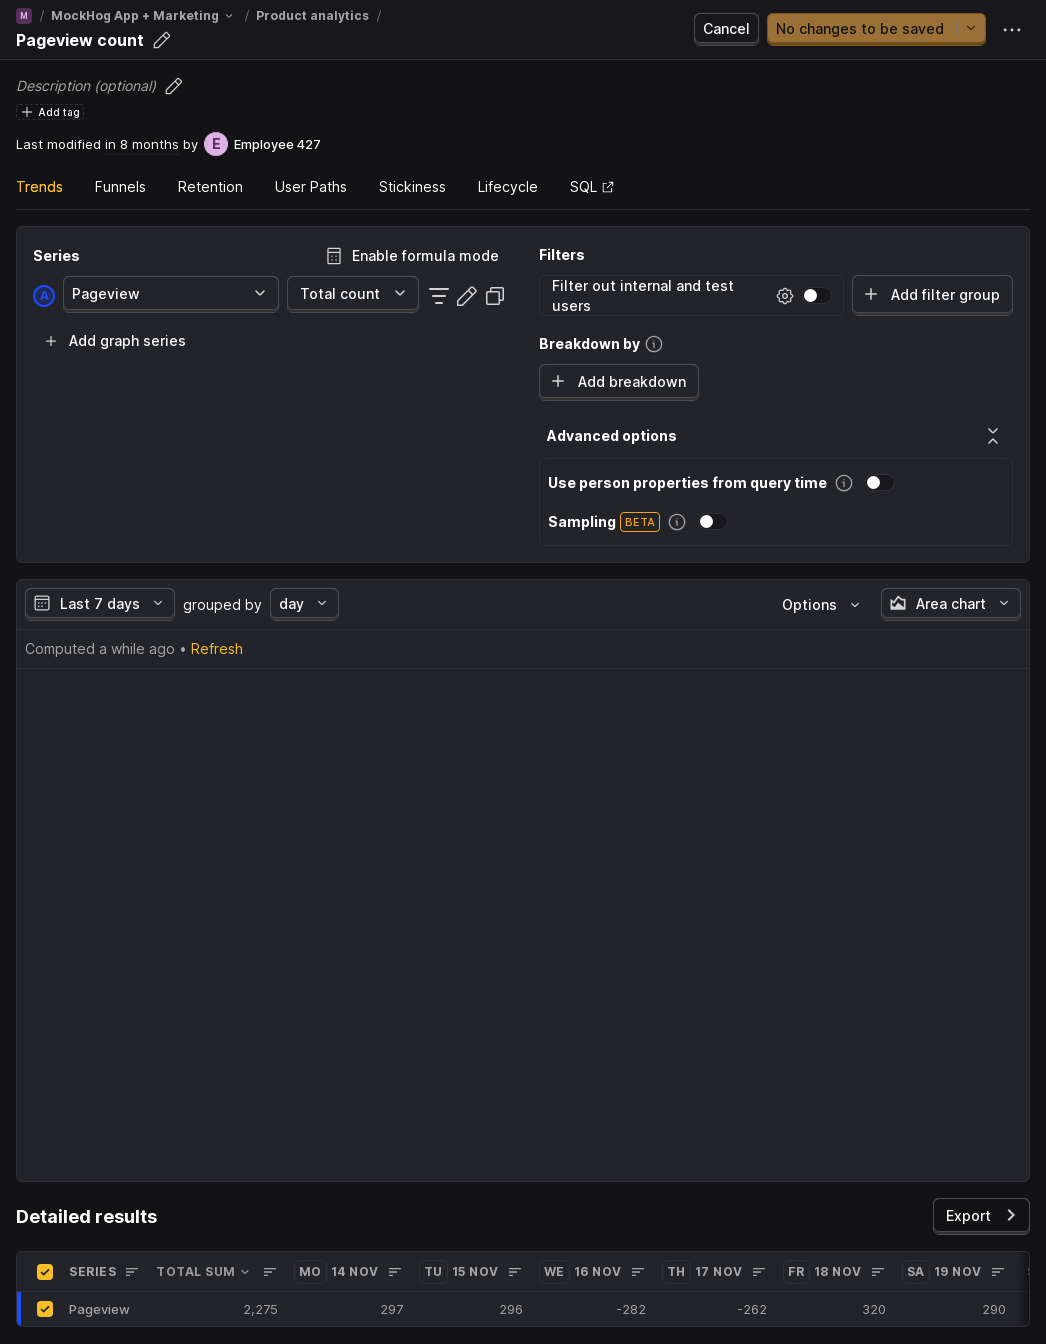 M / MockHog App + Marketing / Product analytics /
Pageview count
Cancel
No changes to be saved
Description (optional)
Add tag
Last modified in 8 months by E Employee 427
Trends Funnels Retention User Paths Stickiness Lifecycle SQL
Series
Enable formula mode
A Pageview Total count
Add graph series
Filters
Filter out internal and test users
Add filter group
Breakdown by
Add breakdown
Advanced options
Use person properties from query time
Sampling BETA
Last 7 days grouped by day
Options Area chart
Computed a while ago • Refresh
Detailed results
Export
SERIES TOTAL SUM MO 14 NOV TU 15 NOV WE 16 NOV TH 17 NOV FR 18 NOV SA 19 NOV
Pageview 2,275 297 296 -282 -262 320 290